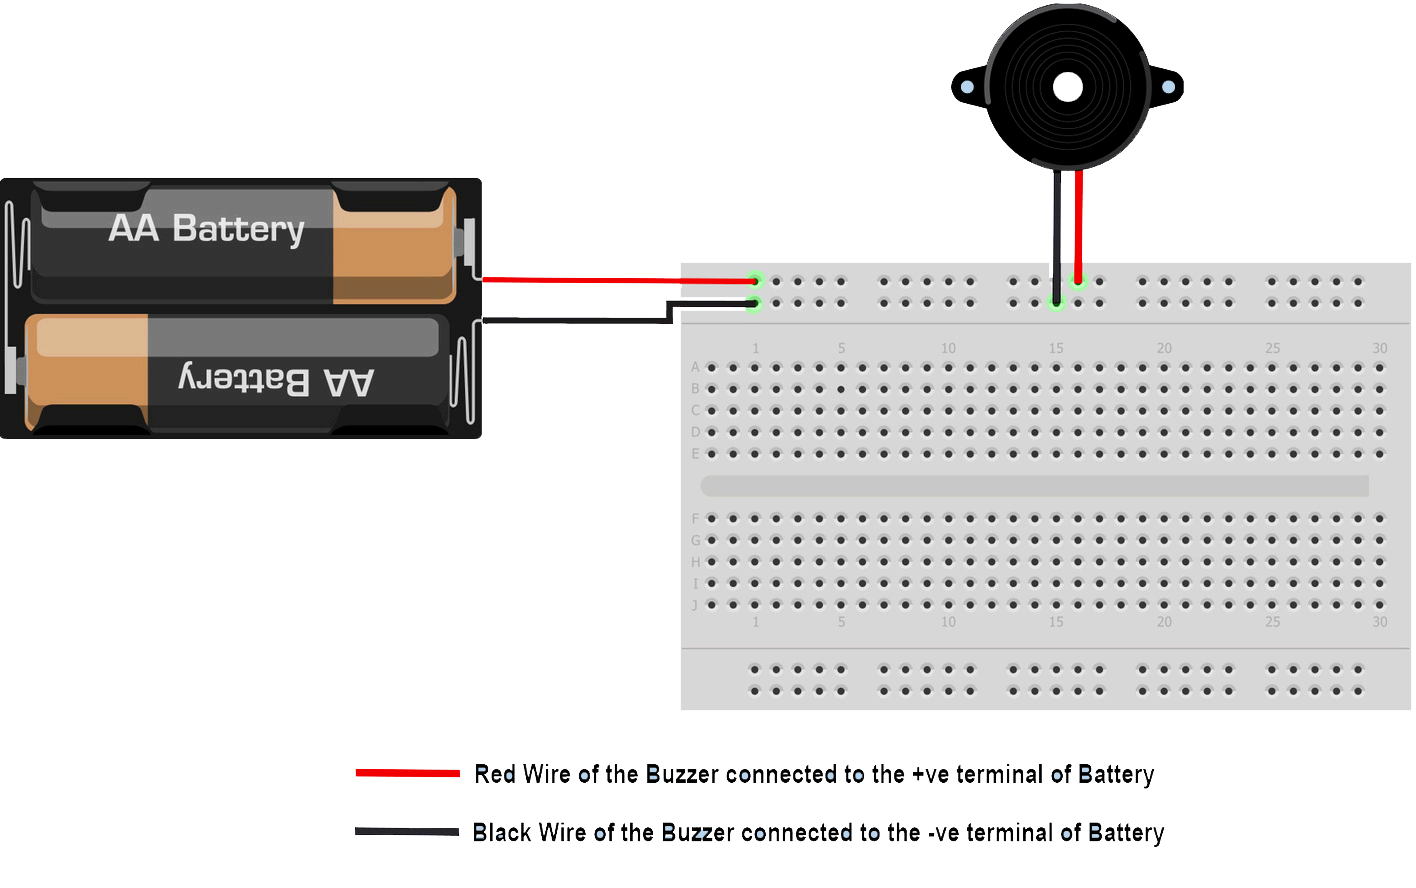 AA Battery
AA Battery
1 5 10 15 20 25 30
A
B
C
D
E
F
G
H
I
J
1 5 10 15 20 25 30
Red Wire of the Buzzer connected to the +ve terminal of Battery
Black Wire of the Buzzer connected to the -ve terminal of Battery